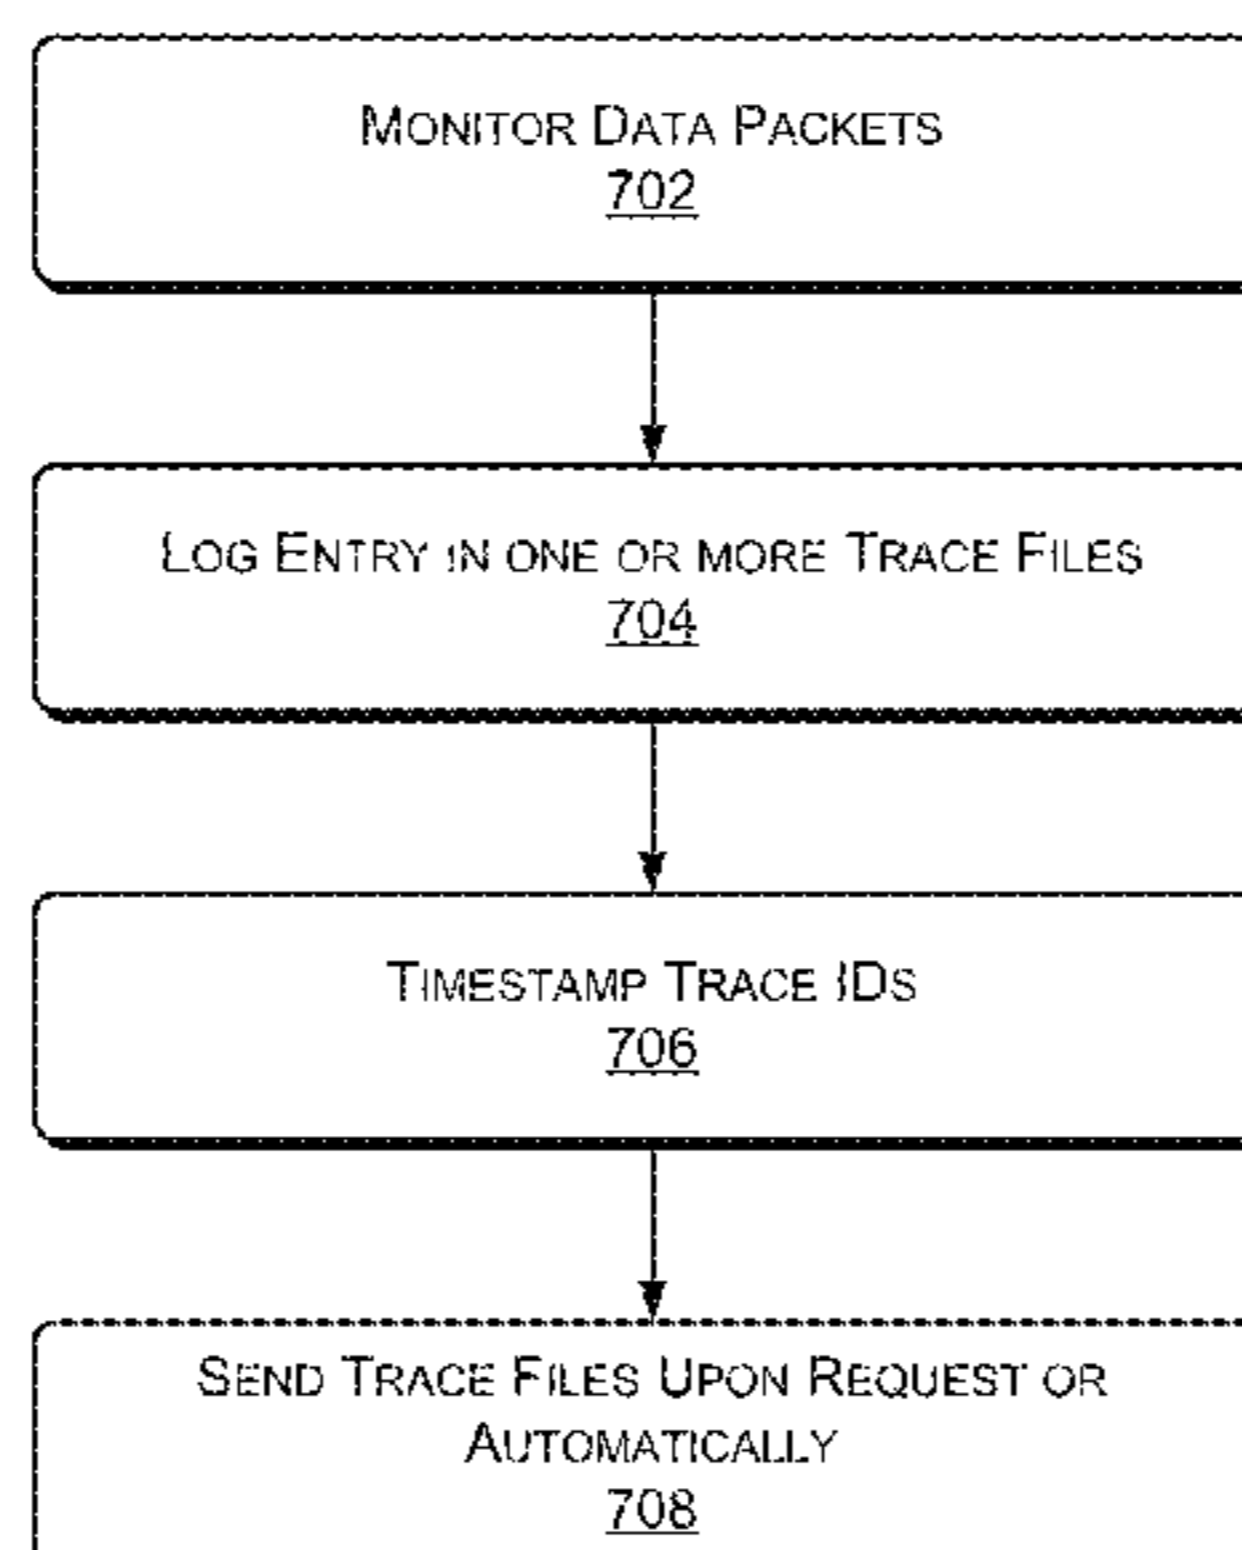 MONITOR DATA PACKETS
702
LOG ENTRY IN ONE OR MORE TRACE FILES
704
TIMESTAMP TRACE IDS
706
SEND TRACE FILES UPON REQUEST OR
AUTOMATICALLY
708